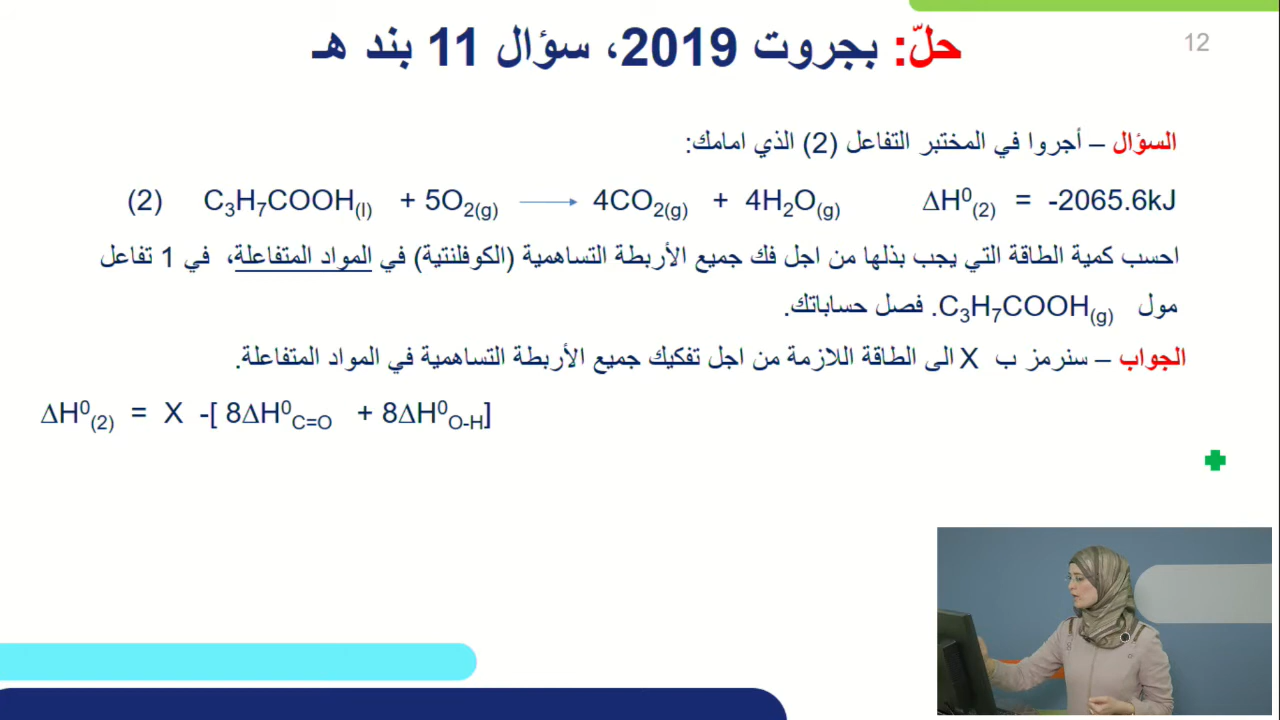 12
حلّ: بجروت 2019، سؤال 11 بند هـ
السؤال – أجروا في المختبر التفاعل (2) الذي امامك:
(2) C₃H₇COOH(l) + 5O₂(g) ⟶ 4CO₂(g) + 4H₂O(g) ΔH⁰(2) = -2065.6kJ
احسب كمية الطاقة التي يجب بذلها من اجل فك جميع الأربطة التساهمية (الكوفلنتية) في المواد المتفاعلة، في 1 تفاعل
مول C₃H₇COOH(g). فصل حساباتك.
الجواب – سنرمز ب X الى الطاقة اللازمة من اجل تفكيك جميع الأربطة التساهمية في المواد المتفاعلة.
ΔH⁰(2) = X -[ 8ΔH⁰C=O + 8ΔH⁰O-H]